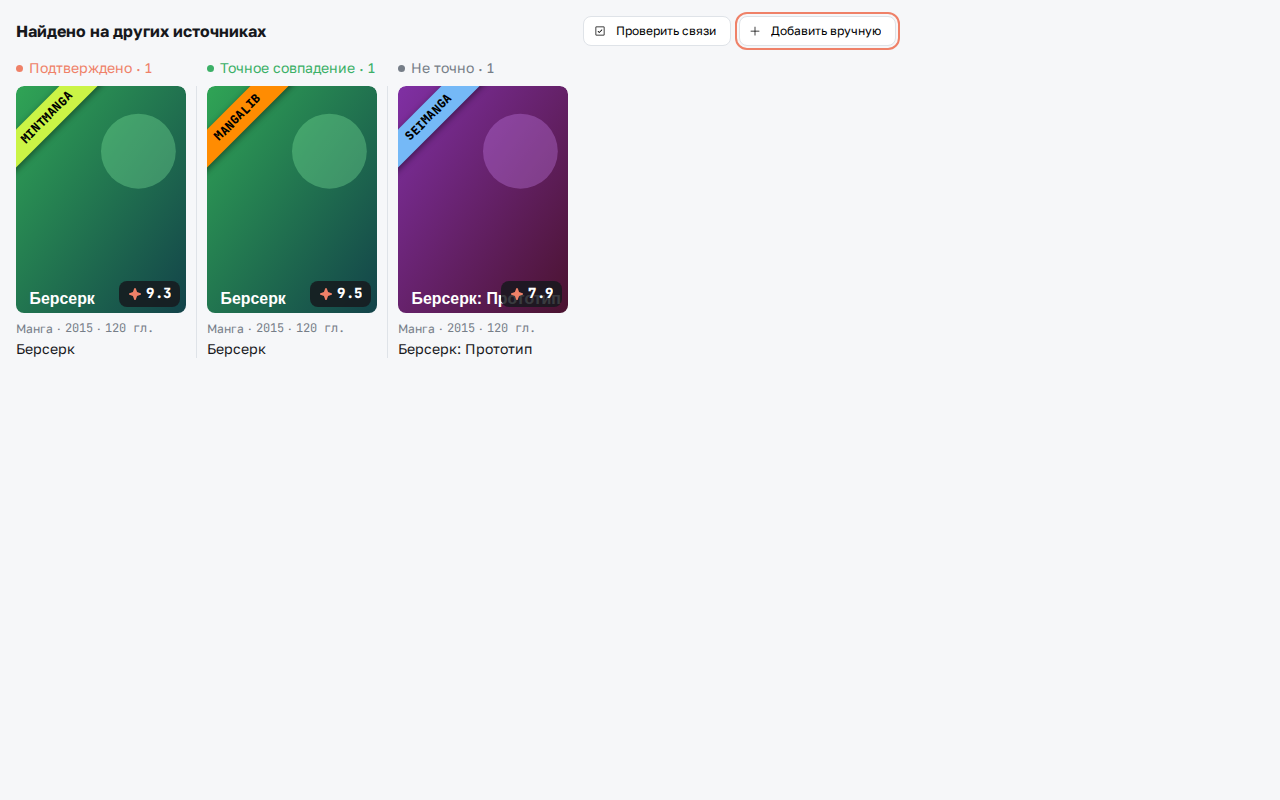 Найдено на других источниках
Проверить связи
Добавить вручную
Подтверждено · 1
Точное совпадение · 1
Не точно · 1
MINTMANGA
Берсерк
9.3
Манга · 2015 · 120 гл.
Берсерк
MANGALIB
Берсерк
9.5
Манга · 2015 · 120 гл.
Берсерк
SEIMANGA
Берсерк: Прототип
7.9
Манга · 2015 · 120 гл.
Берсерк: Прототип